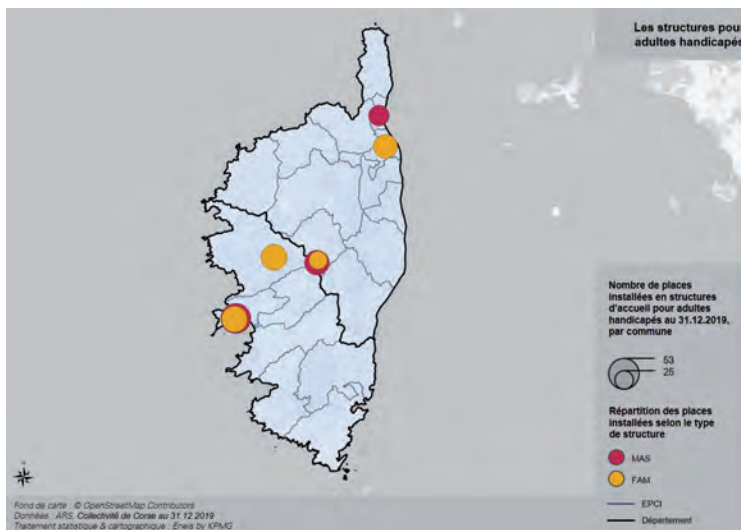 Les structures pour
adultes handicapés
Nombre de places
installées en structures
d'accueil pour adultes
handicapés au 31.12.2019,
par commune
53
25
Répartition des places
installées selon le type
de structure
MAS
FAM
EPCI
Département
Fond de carte : © OpenStreetMap Contributors
Données : ARS, Collectivité de Corse au 31.12.2019
Traitement statistique & cartographique : Eneis by KPMG